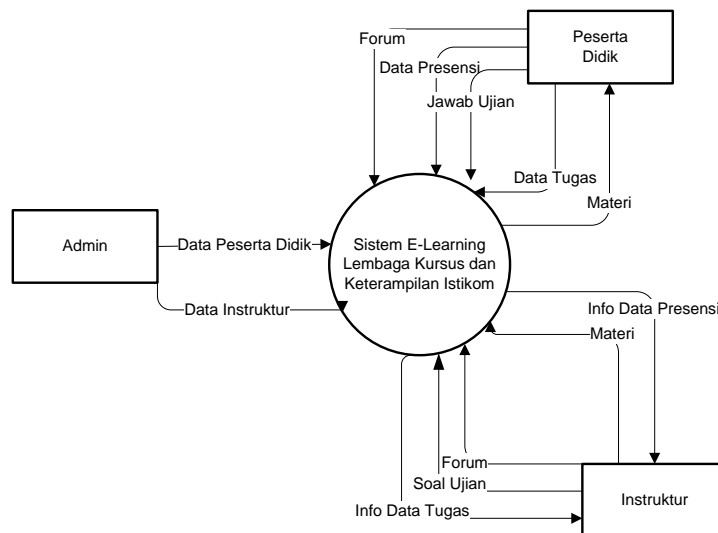 Forum
Peserta
Didik
Data Presensi
Jawab Ujian
Data Tugas
Materi
Admin
Data Peserta Didik
Sistem E-Learning
Lembaga Kursus dan
Keterampilan Istikom
Data Instruktur
Info Data Presensi
Materi
Forum
Soal Ujian
Instruktur
Info Data Tugas